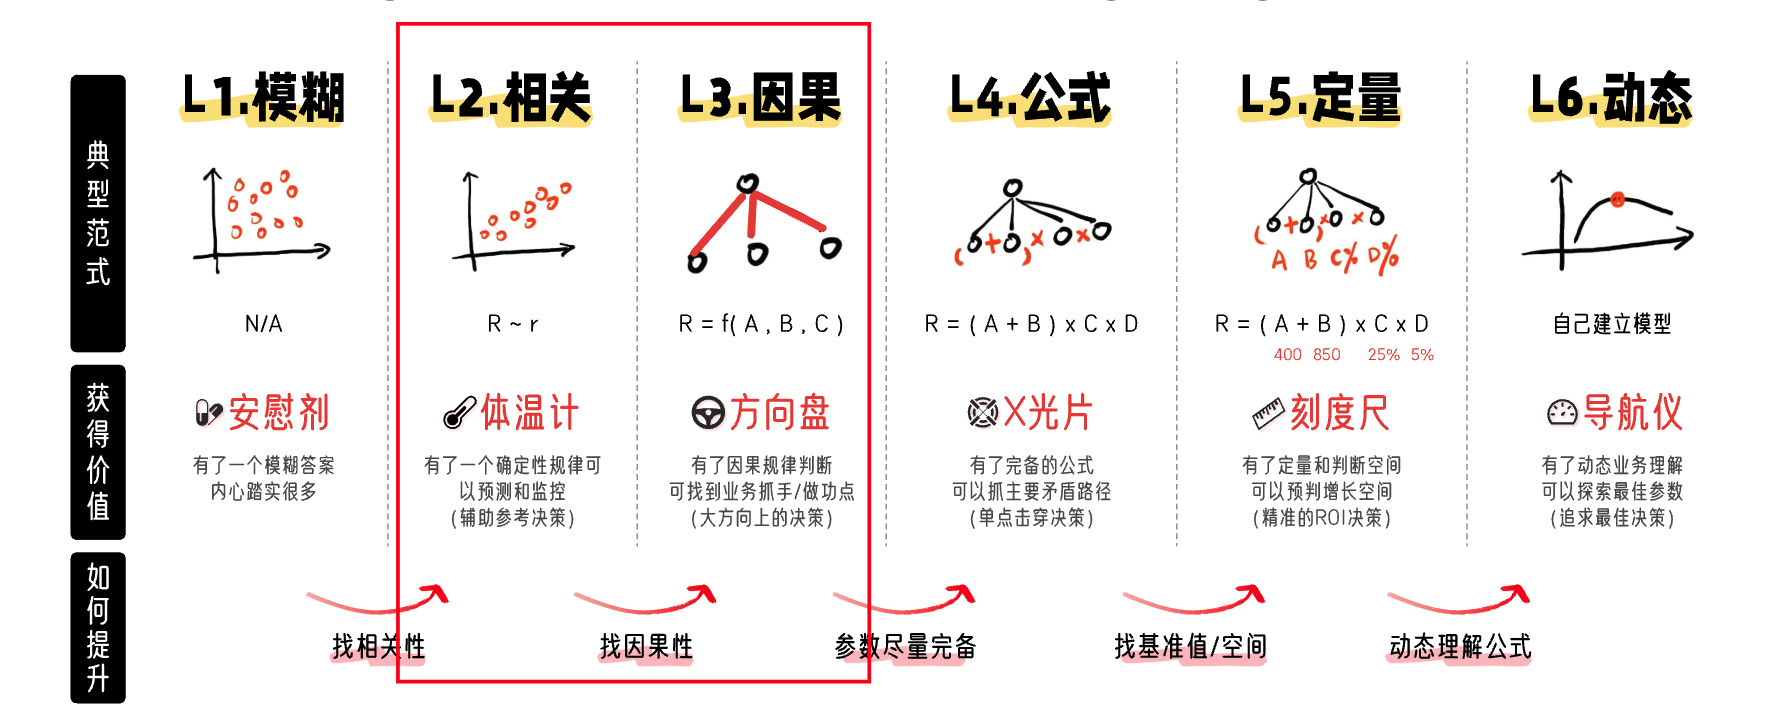 典型范式
L1.模糊
L2.相关
L3.因果
L4.公式
L5.定量
L6.动态
( + ) x x
( + ) x x
A B C% D%
N/A
R ~ r
R = f( A , B , C )
R = ( A + B ) x C x D
R = ( A + B ) x C x D
400 850 25% 5%
自己建立模型
获得价值
安慰剂
有了一个模糊答案
内心踏实很多
体温计
有了一个确定性规律可
以预测和监控
(辅助参考决策)
方向盘
有了因果规律判断
可找到业务抓手/做功点
(大方向上的决策)
X光片
有了完备的公式
可以抓主要矛盾路径
(单点击穿决策)
刻度尺
有了定量和判断空间
可以预判增长空间
(精准的ROI决策)
导航仪
有了动态业务理解
可以探索最佳参数
(追求最佳决策)
如何提升
找相关性
找因果性
参数尽量完备
找基准值/空间
动态理解公式